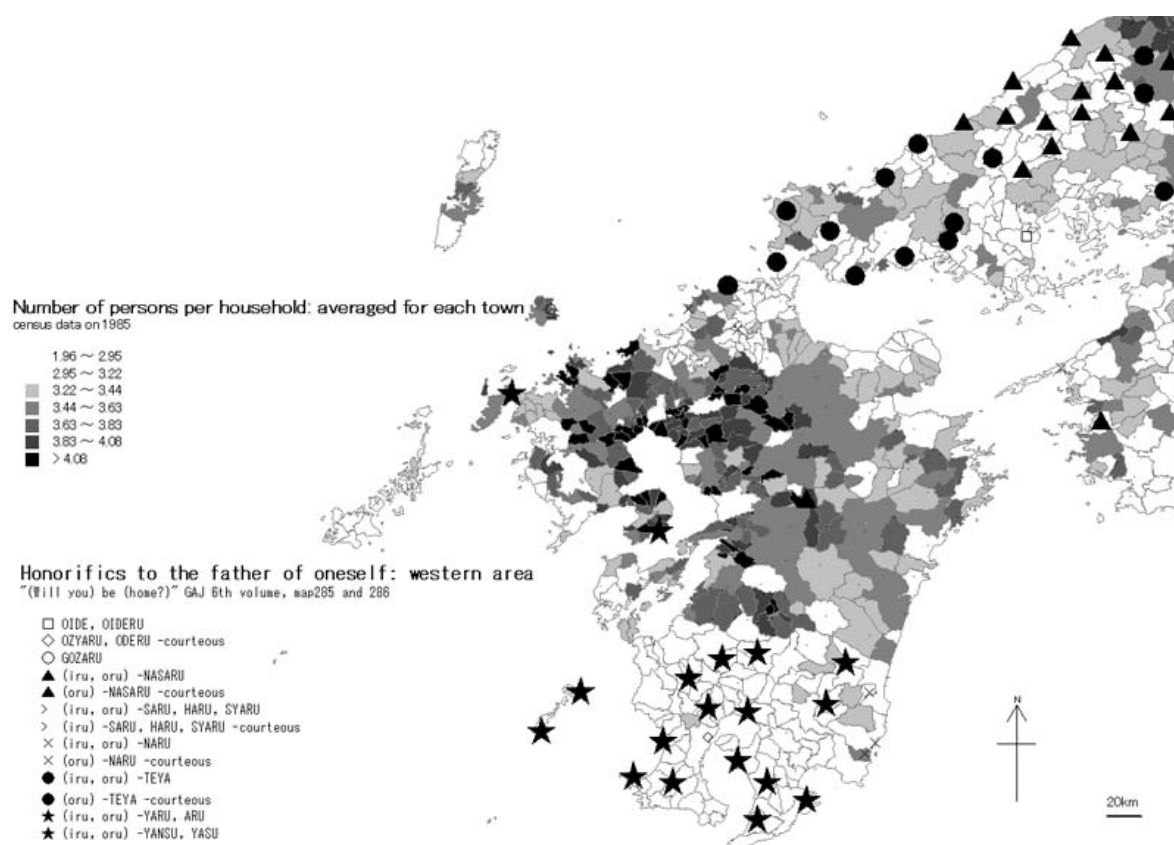 Number of persons per household: averaged for each town
census data on 1985
1.96 ～ 2.95
2.95 ～ 3.22
3.22 ～ 3.44
3.44 ～ 3.63
3.63 ～ 3.83
3.83 ～ 4.08
> 4.08
Honorifics to the father of oneself: western area
"(Will you) be (home?)" GAJ 6th volume, map285 and 286
OIDE, OIDERU
OZYARU, ODERU -courteous
GOZARU
(iru, oru) -NASARU
(oru) -NASARU -courteous
(iru, oru) -SARU, HARU, SYARU
(iru) -SARU, HARU, SYARU -courteous
(iru, oru) -NARU
(oru) -NARU -courteous
(iru, oru) -TEYA
(oru) -TEYA -courteous
(iru, oru) -YARU, ARU
(iru, oru) -YANSU, YASU
N
20km